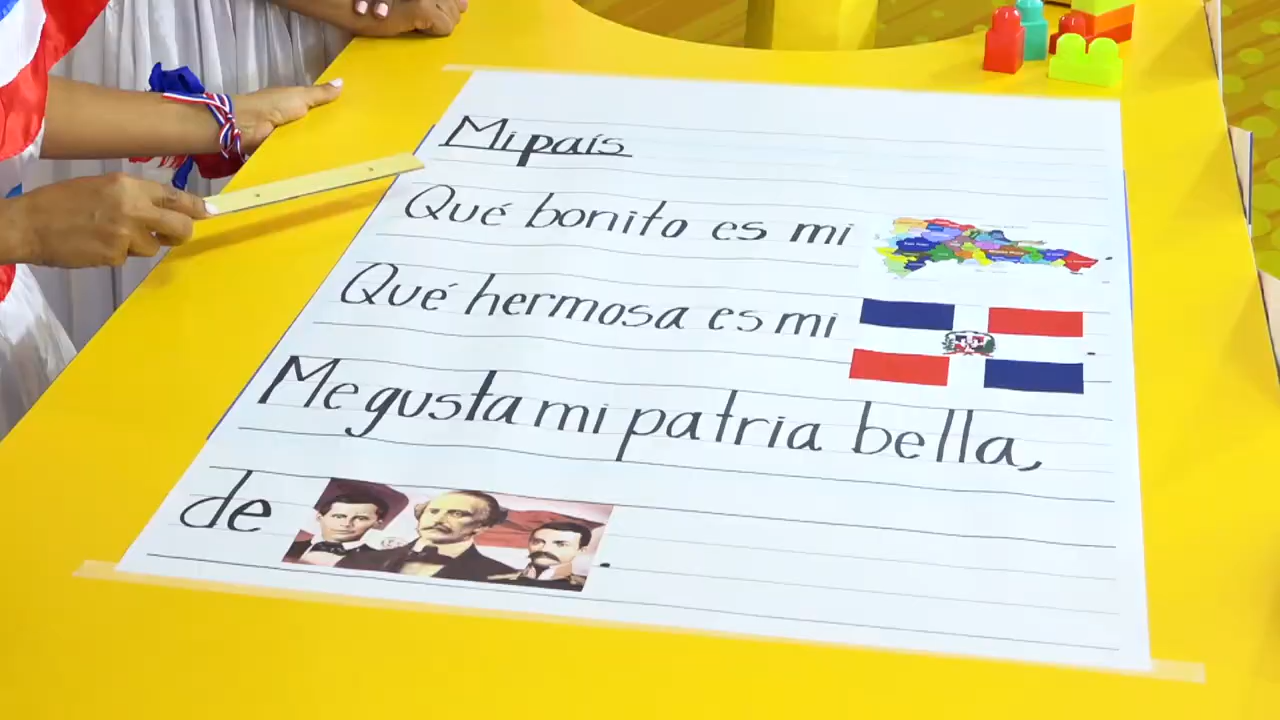 Mi país
Qué bonito es mi .
Qué hermosa es mi .
Me gusta mi patria bella,
de .